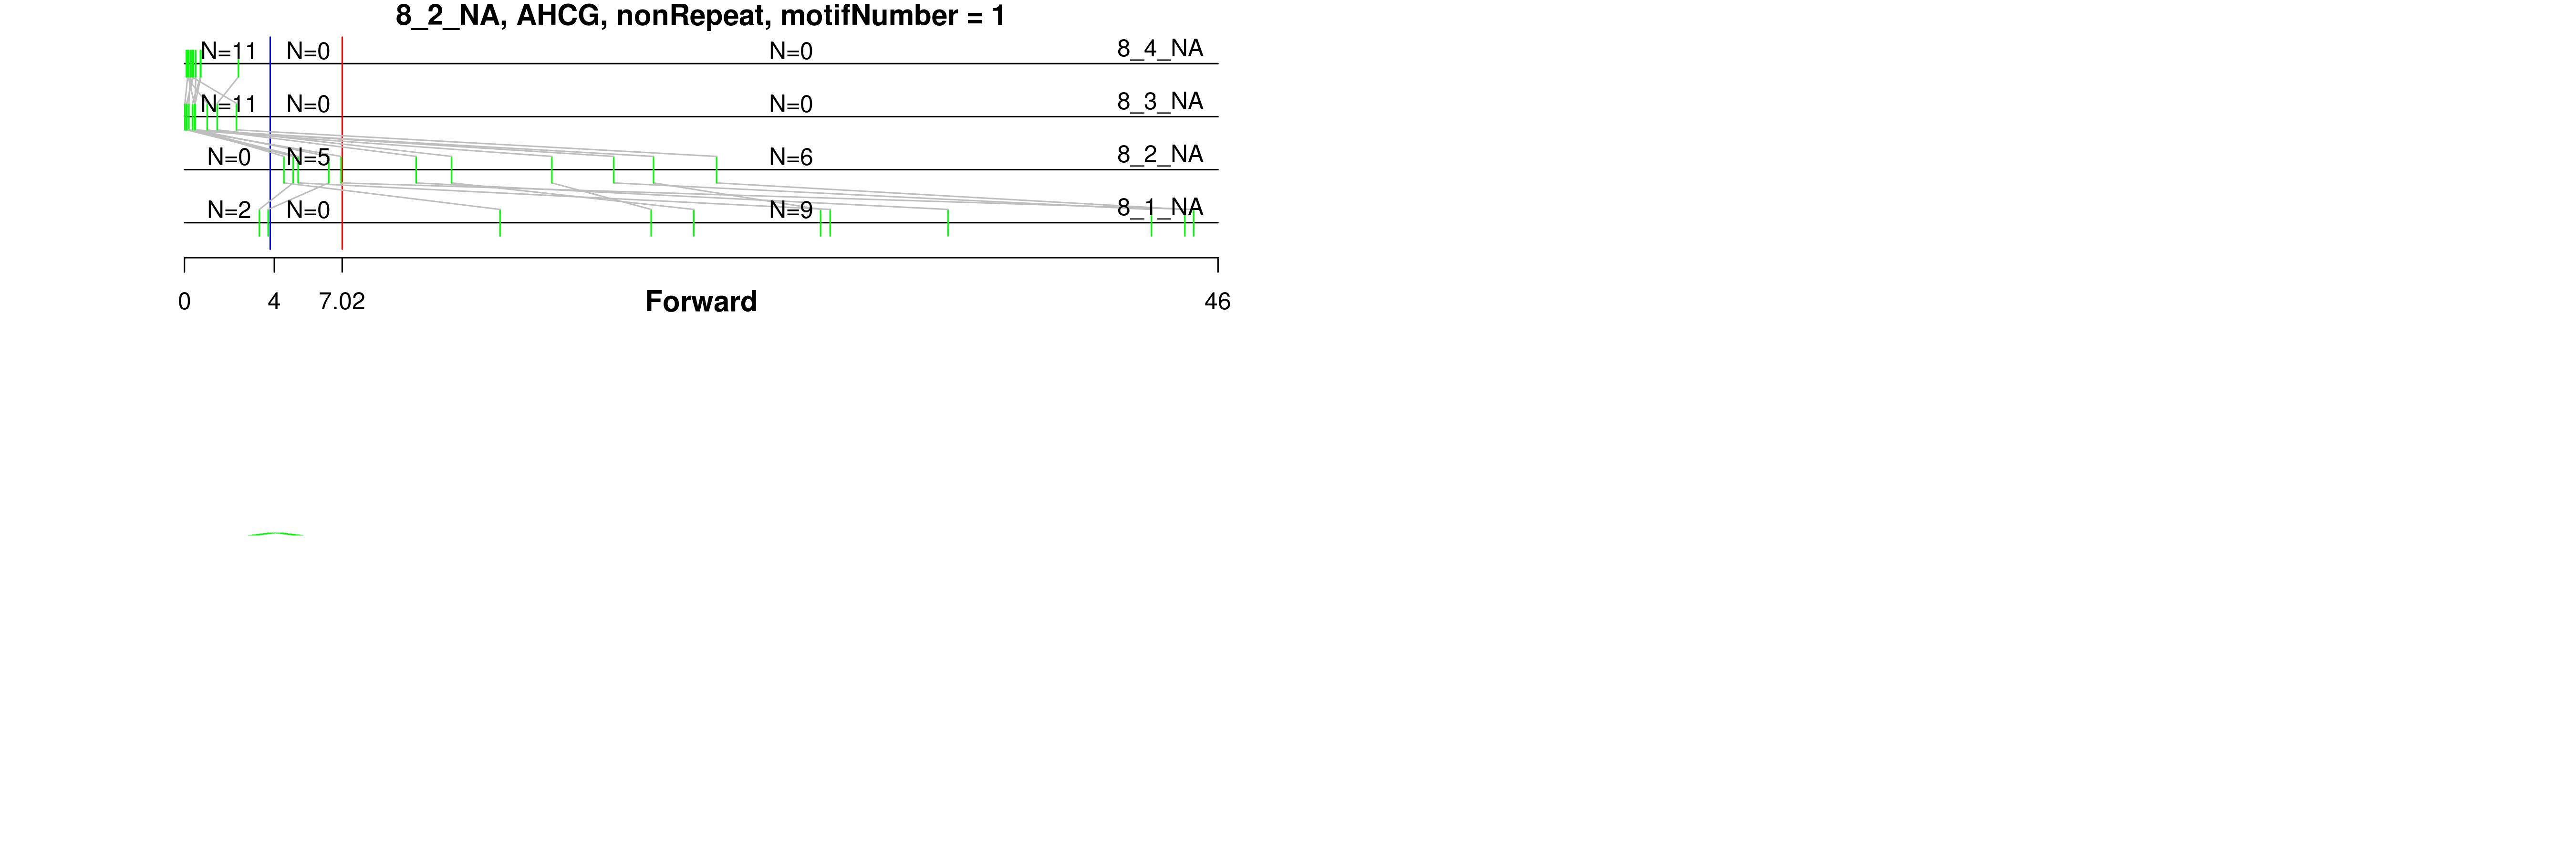 8_2_NA, AHCG, nonRepeat, motifNumber = 1
N=11 N=0 N=0 8_4_NA
N=11 N=0 N=0 8_3_NA
N=0 N=5 N=6 8_2_NA
N=2 N=0 N=9 8_1_NA
0 4 7.02 Forward 46